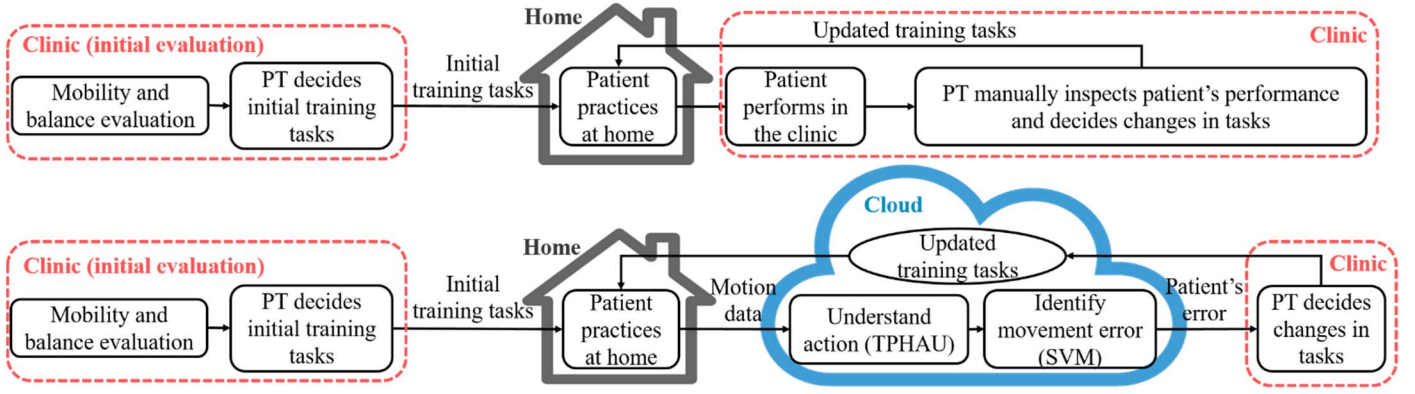 Home
Updated training tasks
Clinic (initial evaluation)
Clinic
Mobility and
balance evaluation
PT decides
initial training
tasks
Initial
training tasks
Patient
practices
at home
Patient
performs in
the clinic
PT manually inspects patient's performance
and decides changes in tasks
Cloud
Home
Updated
training tasks
Clinic (initial evaluation)
Clinic
Mobility and
balance evaluation
PT decides
initial training
tasks
Initial
training tasks
Patient
practices
at home
Motion
data
Understand
action (TPHAU)
Identify
movement error
(SVM)
Patient's
error
PT decides
changes in
tasks